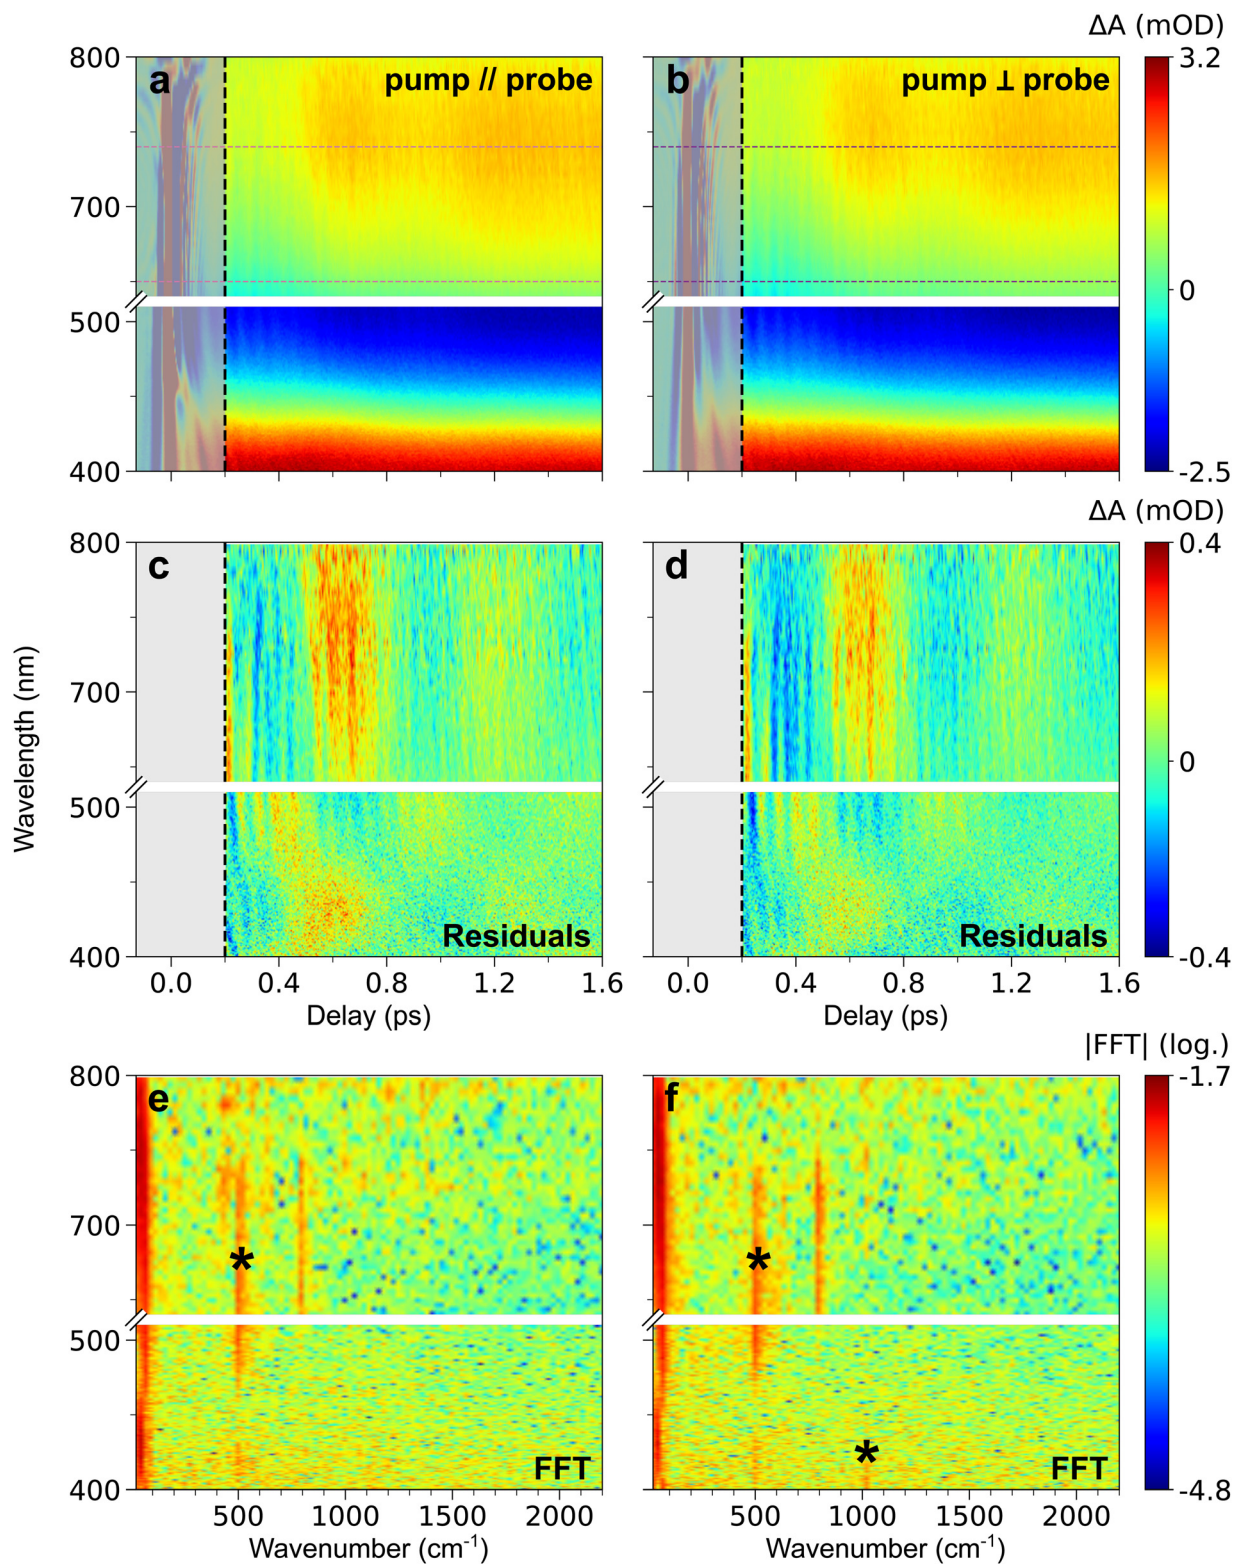 ΔA (mOD)
800 a pump // probe b pump ⊥ probe 3.2
700
0
500
400 -2.5
ΔA (mOD)
800 c d 0.4
700
0
Wavelength (nm)
500
Residuals Residuals
400 -0.4
0.0 0.4 0.8 1.2 1.6 0.0 0.4 0.8 1.2 1.6
Delay (ps) Delay (ps)
|FFT| (log.)
800 e f -1.7
700
* *
500
*
FFT FFT
400 -4.8
500 1000 1500 2000 500 1000 1500 2000
Wavenumber (cm⁻¹) Wavenumber (cm⁻¹)